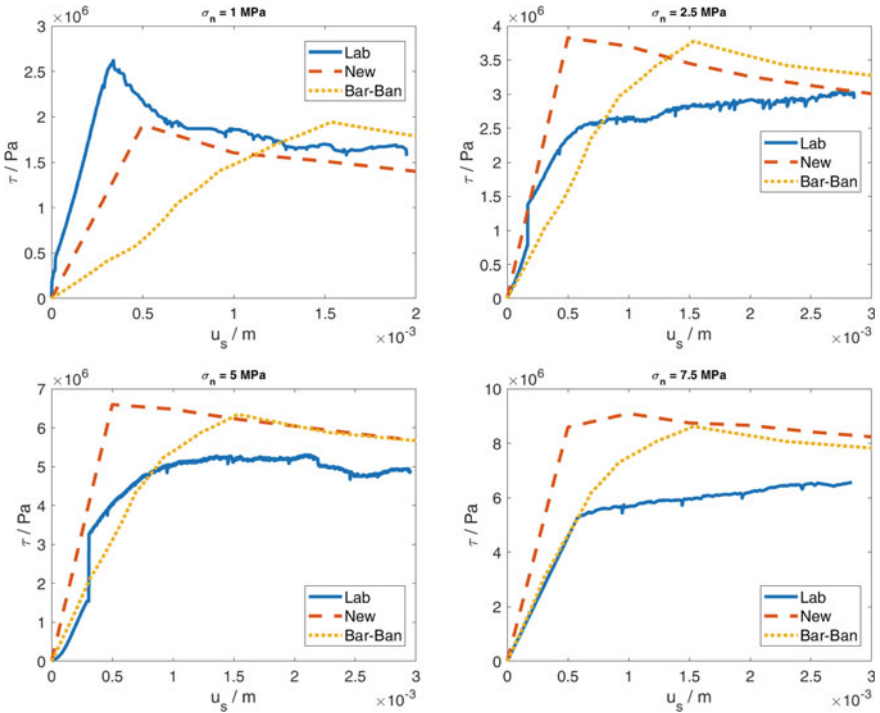 σn = 1 MPa
×10^6
3
2.5
2
1.5
1
0.5
0
τ / Pa
Lab
New
Bar-Ban
0 0.5 1 1.5 2
u_s / m
×10^-3
σn = 2.5 MPa
×10^6
4
3.5
3
2.5
2
1.5
1
0.5
0
τ / Pa
Lab
New
Bar-Ban
0 0.5 1 1.5 2 2.5 3
u_s / m
×10^-3
σn = 5 MPa
×10^6
7
6
5
4
3
2
1
0
τ / Pa
Lab
New
Bar-Ban
0 0.5 1 1.5 2 2.5 3
u_s / m
×10^-3
σn = 7.5 MPa
×10^6
10
8
6
4
2
0
τ / Pa
Lab
New
Bar-Ban
0 0.5 1 1.5 2 2.5 3
u_s / m
×10^-3